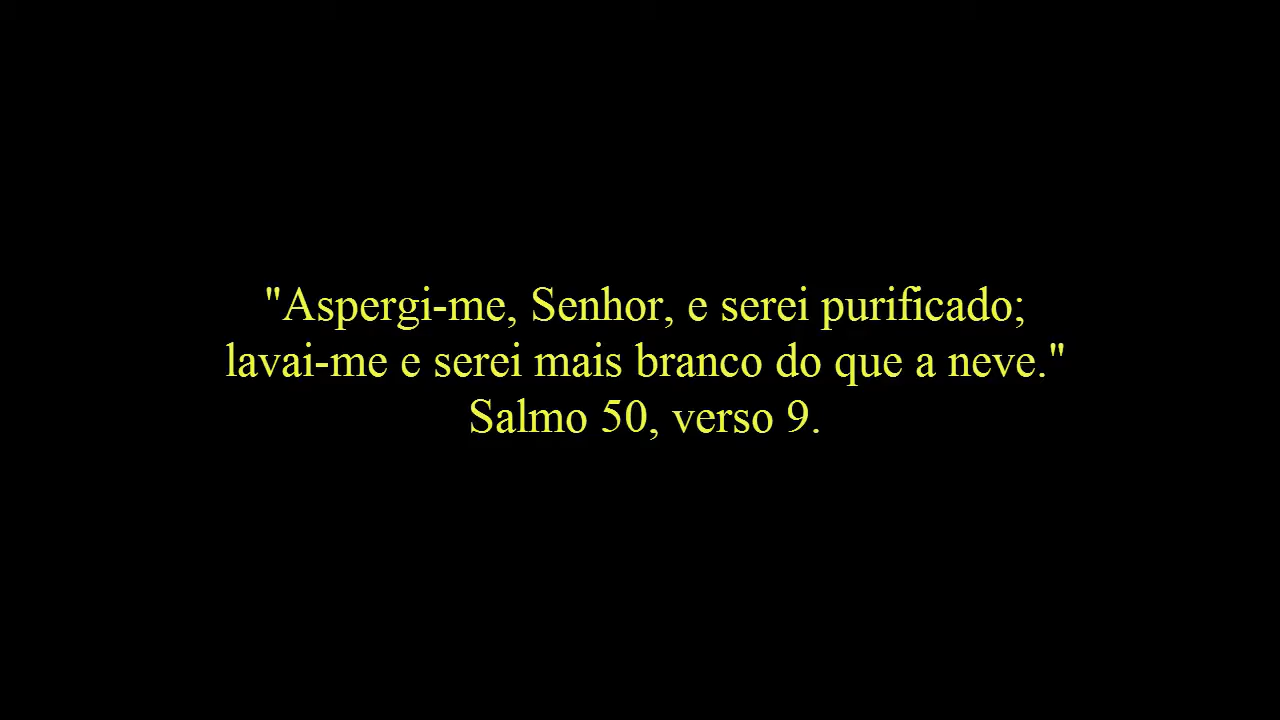 "Aspergi-me, Senhor, e serei purificado;
lavai-me e serei mais branco do que a neve."
Salmo 50, verso 9.